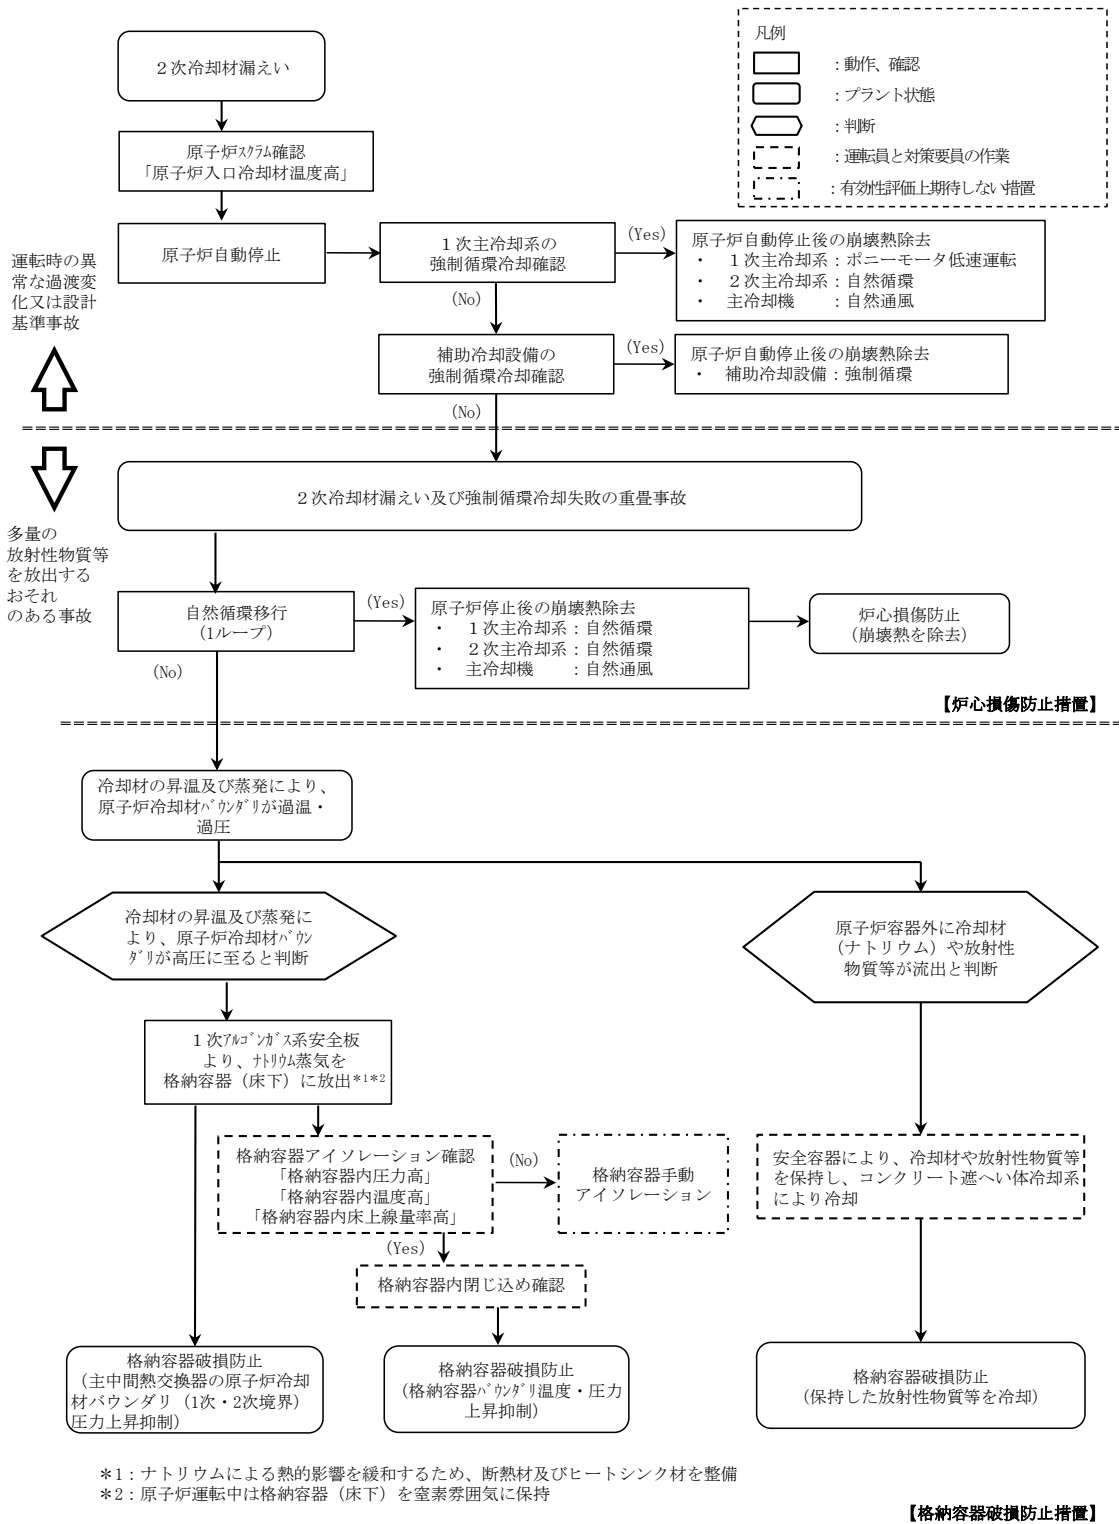 凡例
：動作、確認
：プラント状態
：判断
：運転員と対策要員の作業
：有効性評価上期待しない措置
２次冷却材漏えい
原子炉ｽｸﾗﾑ確認
「原子炉入口冷却材温度高」
原子炉自動停止
１次主冷却系の
強制循環冷却確認
(Yes)
原子炉自動停止後の崩壊熱除去
・　１次主冷却系：ポニーモータ低速運転
・　２次主冷却系：自然循環
・　主冷却機　　：自然通風
(No)
補助冷却設備の
強制循環冷却確認
(Yes)
原子炉自動停止後の崩壊熱除去
・　補助冷却設備：強制循環
(No)
運転時の異
常な過渡変
化又は設計
基準事故
多量の
放射性物質等
を放出する
おそれ
のある事故
２次冷却材漏えい及び強制循環冷却失敗の重畳事故
自然循環移行
(1ループ)
(Yes)
原子炉停止後の崩壊熱除去
・　１次主冷却系：自然循環
・　２次主冷却系：自然循環
・　主冷却機　　：自然通風
炉心損傷防止
(崩壊熱を除去)
(No)
【炉心損傷防止措置】
冷却材の昇温及び蒸発により、
原子炉冷却材ﾊﾞｳﾝﾀﾞﾘが過温・
過圧
冷却材の昇温及び蒸発に
より、原子炉冷却材ﾊﾞｳﾝ
ﾀﾞﾘが高圧に至ると判断
原子炉容器外に冷却材
（ナトリウム）や放射性
物質等が流出と判断
１次ｱﾙｺﾞﾝｶﾞｽ系安全板
より、ﾅﾄﾘｳﾑ蒸気を
格納容器（床下）に放出*1*2
格納容器アイソレーション確認
「格納容器内圧力高」
「格納容器内温度高」
「格納容器内床上線量率高」
(No)
格納容器手動
アイソレーション
(Yes)
格納容器内閉じ込め確認
安全容器により、冷却材や放射性物質等
を保持し、コンクリート遮へい体冷却系
により冷却
格納容器破損防止
（主中間熱交換器の原子炉冷却
材バウンダリ（1次・2次境界）
圧力上昇抑制）
格納容器破損防止
（格納容器ﾊﾞｳﾝﾀﾞﾘ温度・圧力
上昇抑制）
格納容器破損防止
(保持した放射性物質等を冷却)
＊1：ナトリウムによる熱的影響を緩和するため、断熱材及びヒートシンク材を整備
＊2：原子炉運転中は格納容器（床下）を窒素雰囲気に保持
【格納容器破損防止措置】